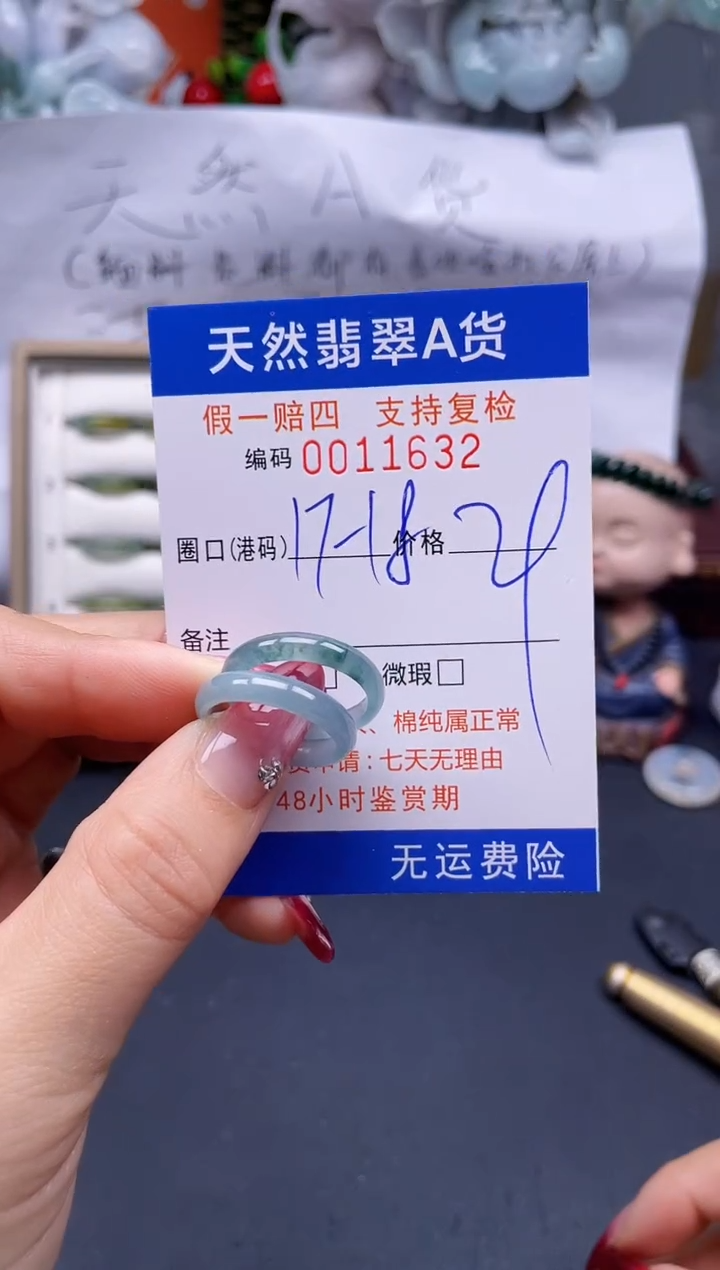 天然A货
天然翡翠A货
假一赔四 支持复检
编码 0011632
圈口(港码) 17-18 价格
备注
微瑕□
、棉纯属正常
申请:七天无理由
48小时鉴赏期
无运费险